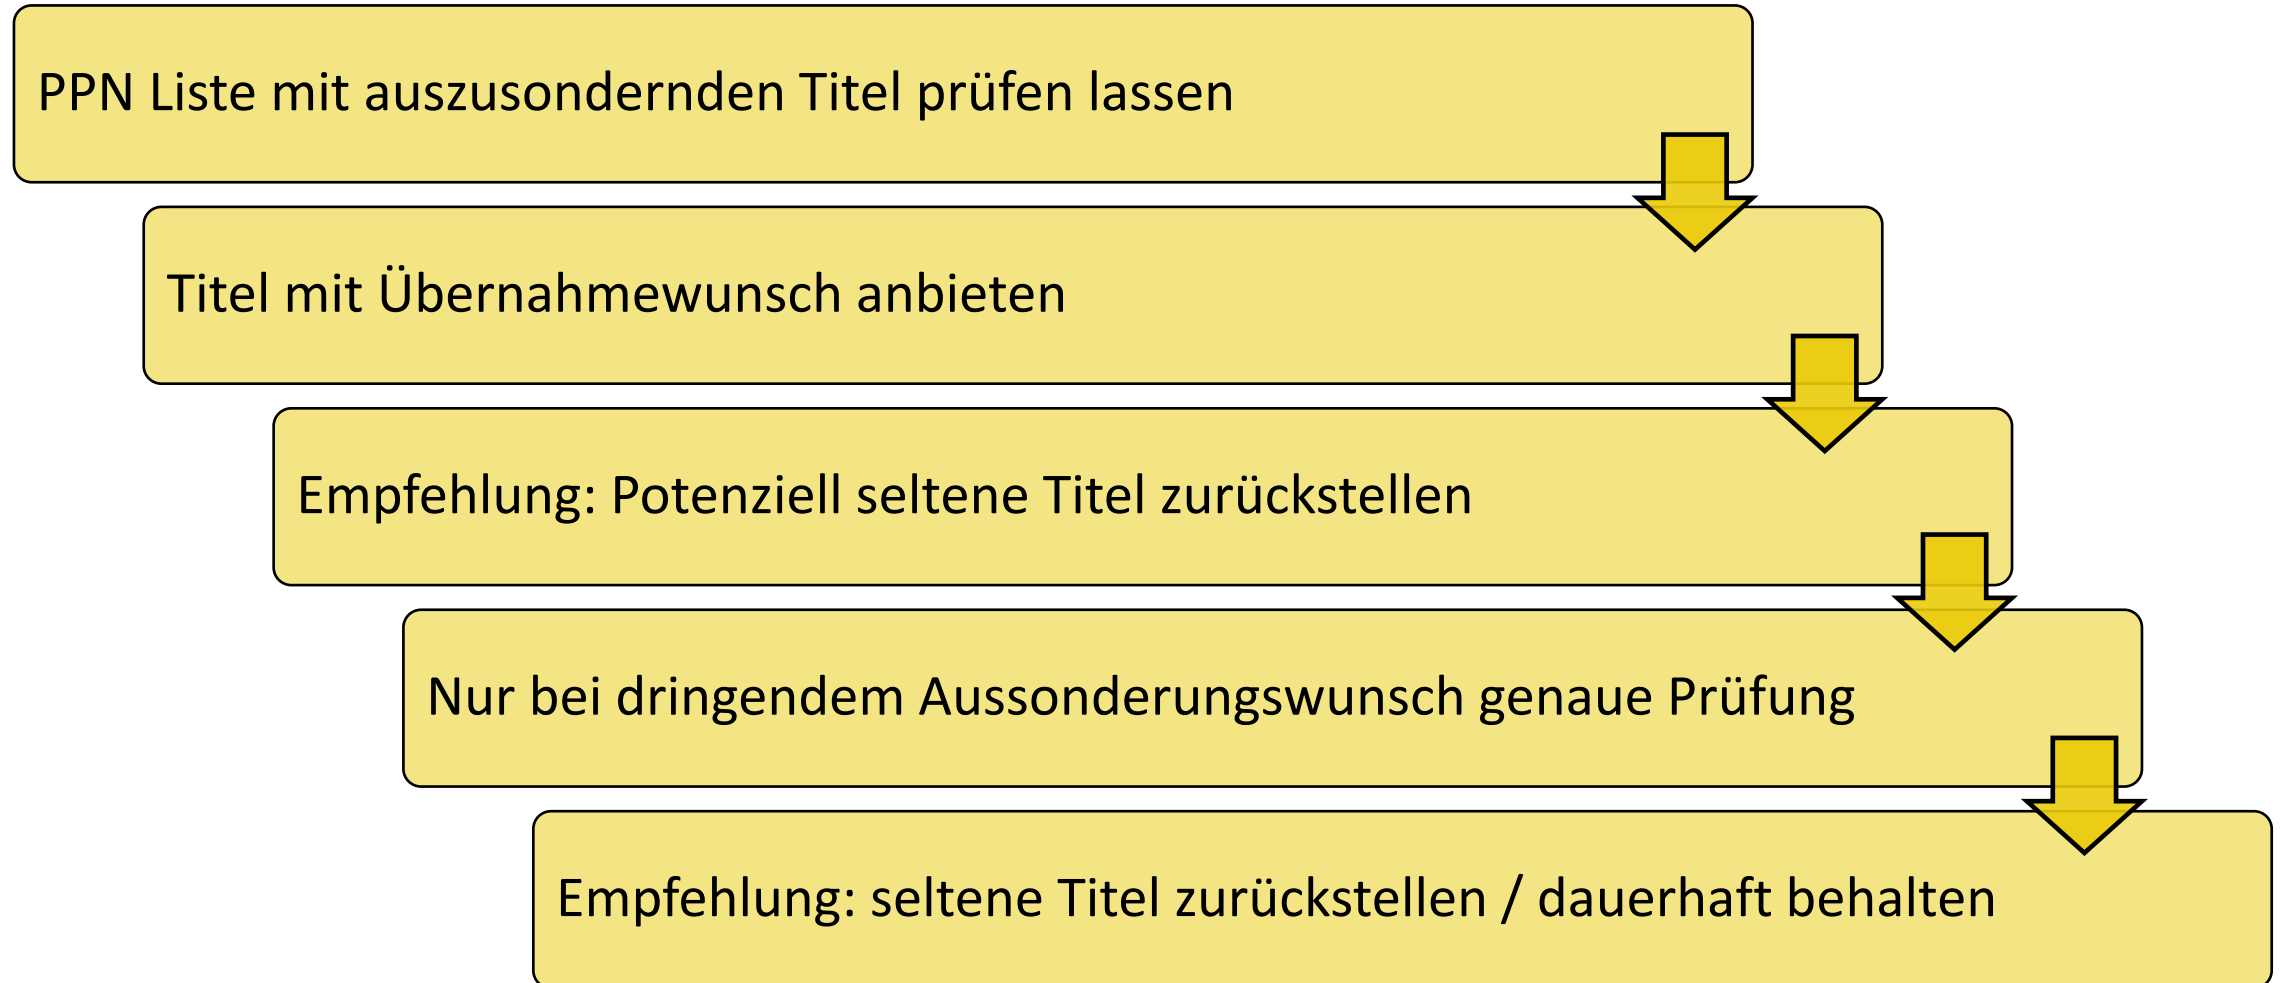 PPN Liste mit auszusondernden Titel prüfen lassen
Titel mit Übernahmewunsch anbieten
Empfehlung: Potenziell seltene Titel zurückstellen
Nur bei dringendem Aussonderungswunsch genaue Prüfung
Empfehlung: seltene Titel zurückstellen / dauerhaft behalten